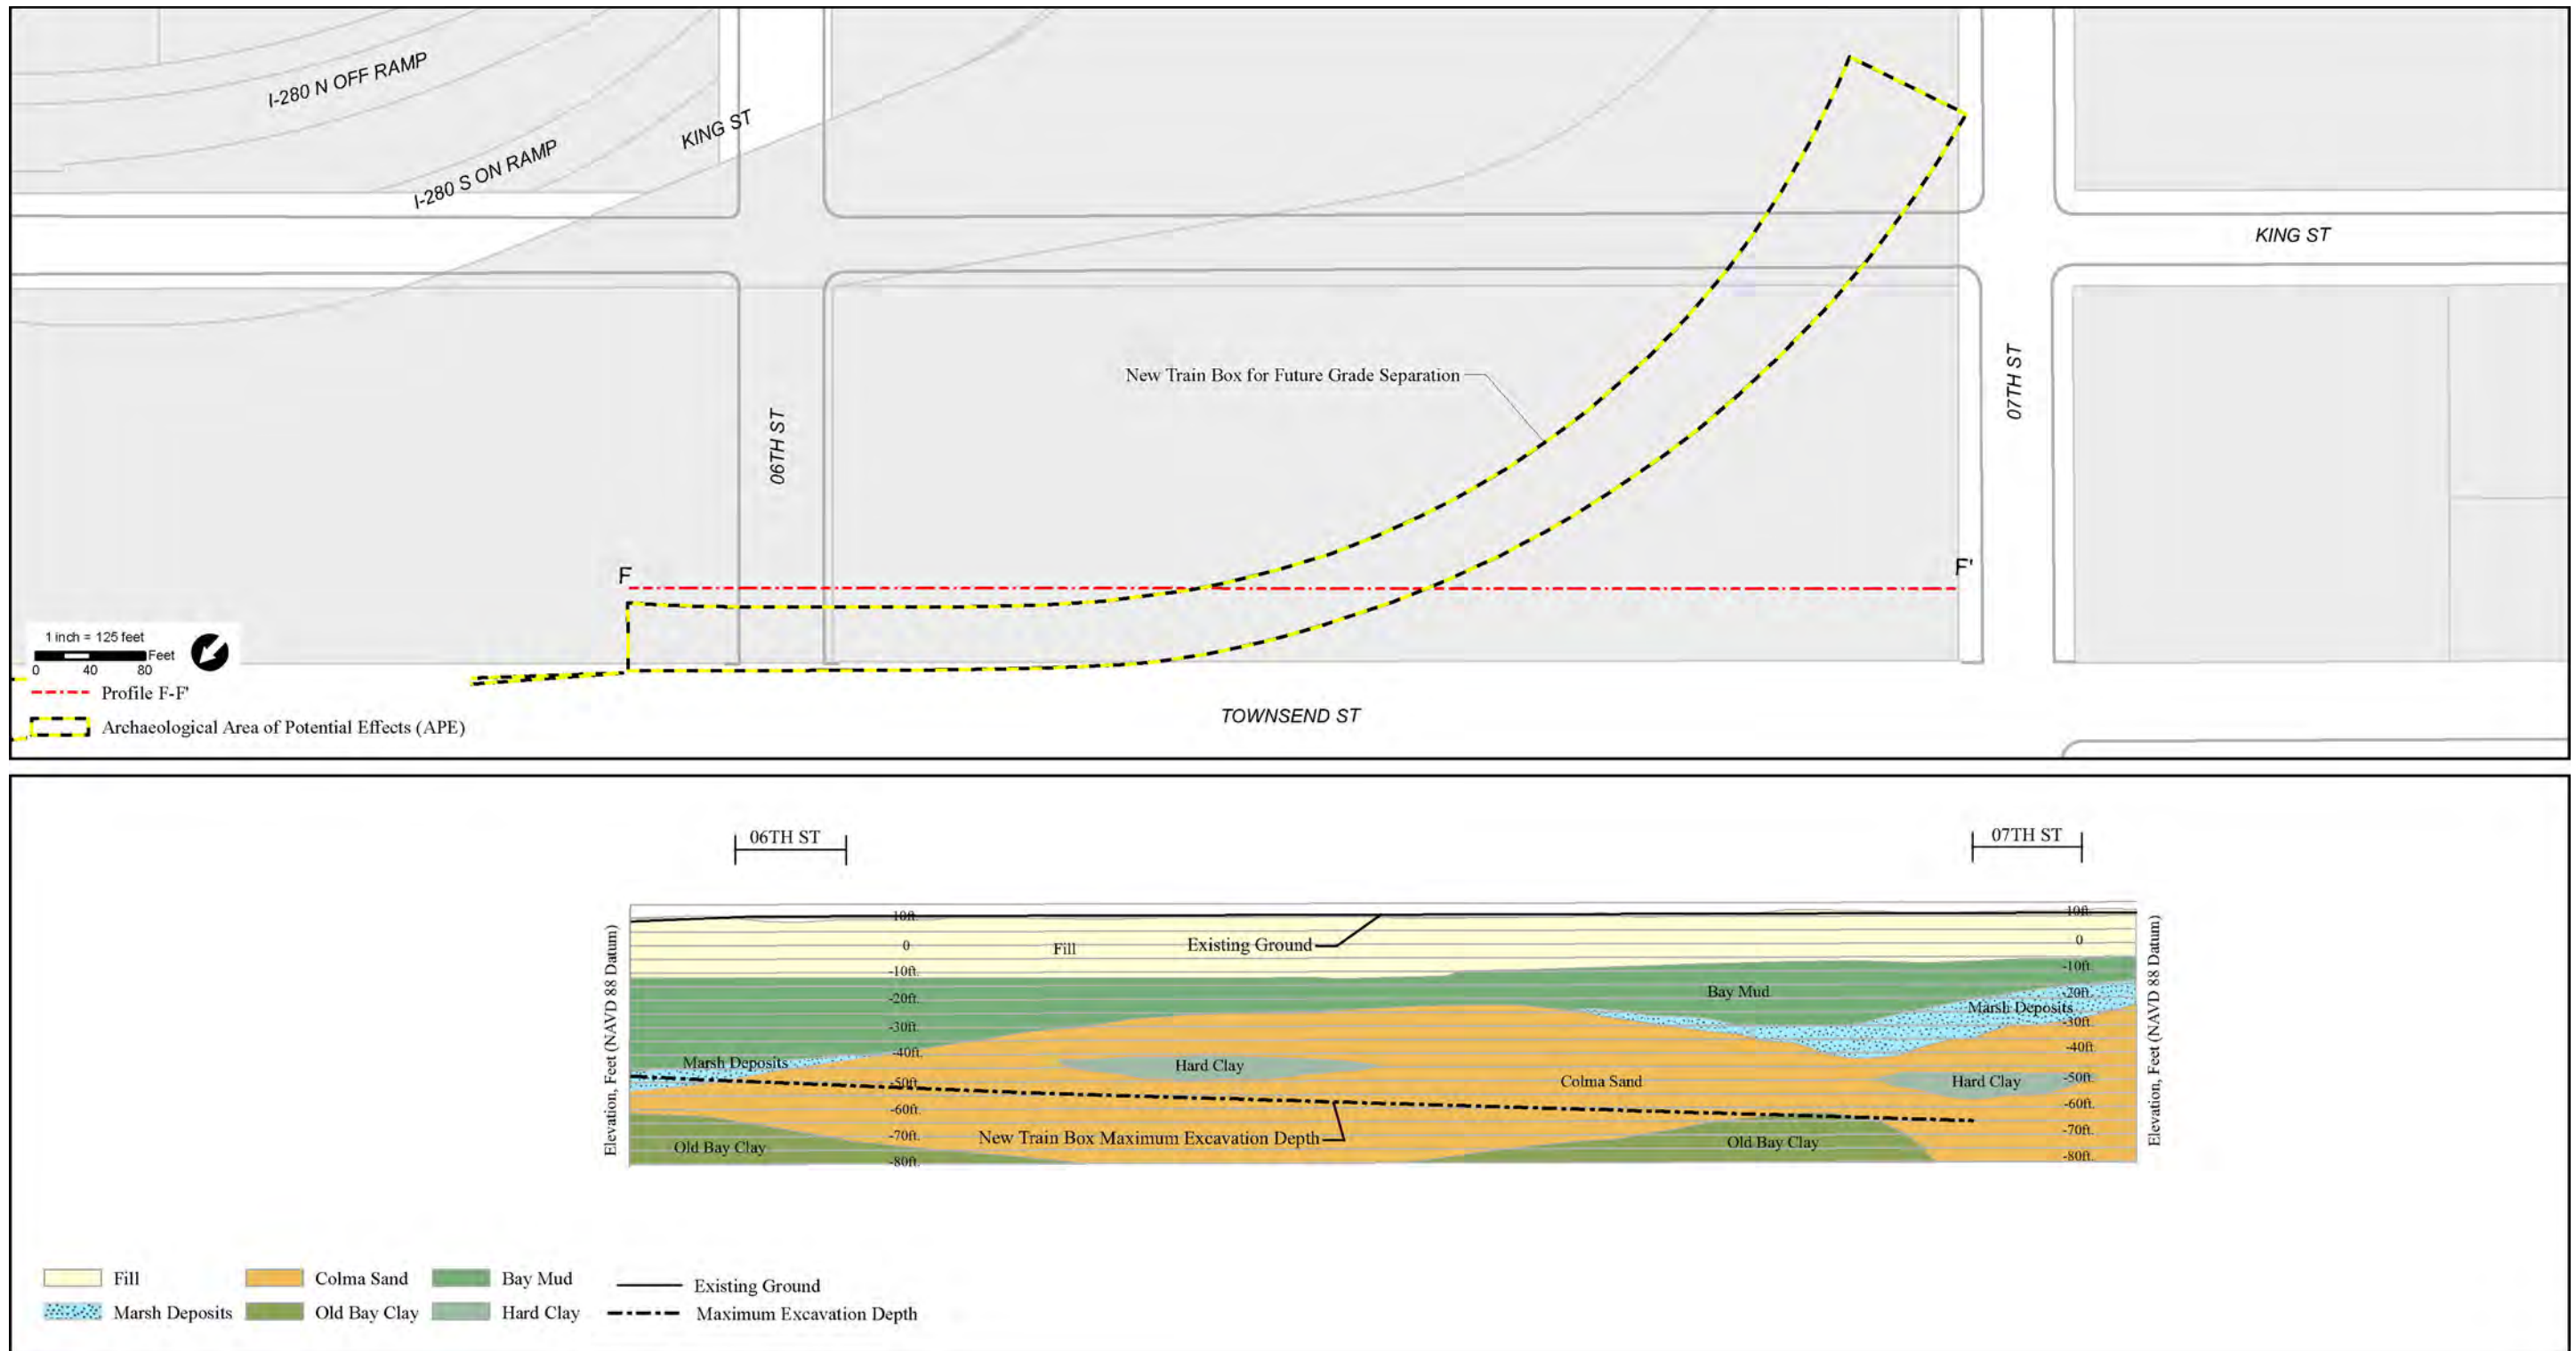 I-280 N OFF RAMP
I-280 S ON RAMP
KING ST
KING ST
06TH ST
07TH ST
New Train Box for Future Grade Separation
F
F'
1 inch = 125 feet
Feet
0 40 80
Profile F-F'
Archaeological Area of Potential Effects (APE)
TOWNSEND ST
06TH ST
07TH ST
Elevation, Feet (NAVD 88 Datum)
10ft.
0
-10ft.
-20ft.
-30ft.
-40ft.
-50ft.
-60ft.
-70ft.
-80ft.
Fill
Existing Ground
Bay Mud
Marsh Deposits
Marsh Deposits
Hard Clay
Colma Sand
Hard Clay
New Train Box Maximum Excavation Depth
Old Bay Clay
Old Bay Clay
10ft.
0
-10ft.
-20ft.
-30ft.
-40ft.
-50ft.
-60ft.
-70ft.
-80ft.
Elevation, Feet (NAVD 88 Datum)
Fill
Colma Sand
Bay Mud
Existing Ground
Marsh Deposits
Old Bay Clay
Hard Clay
Maximum Excavation Depth